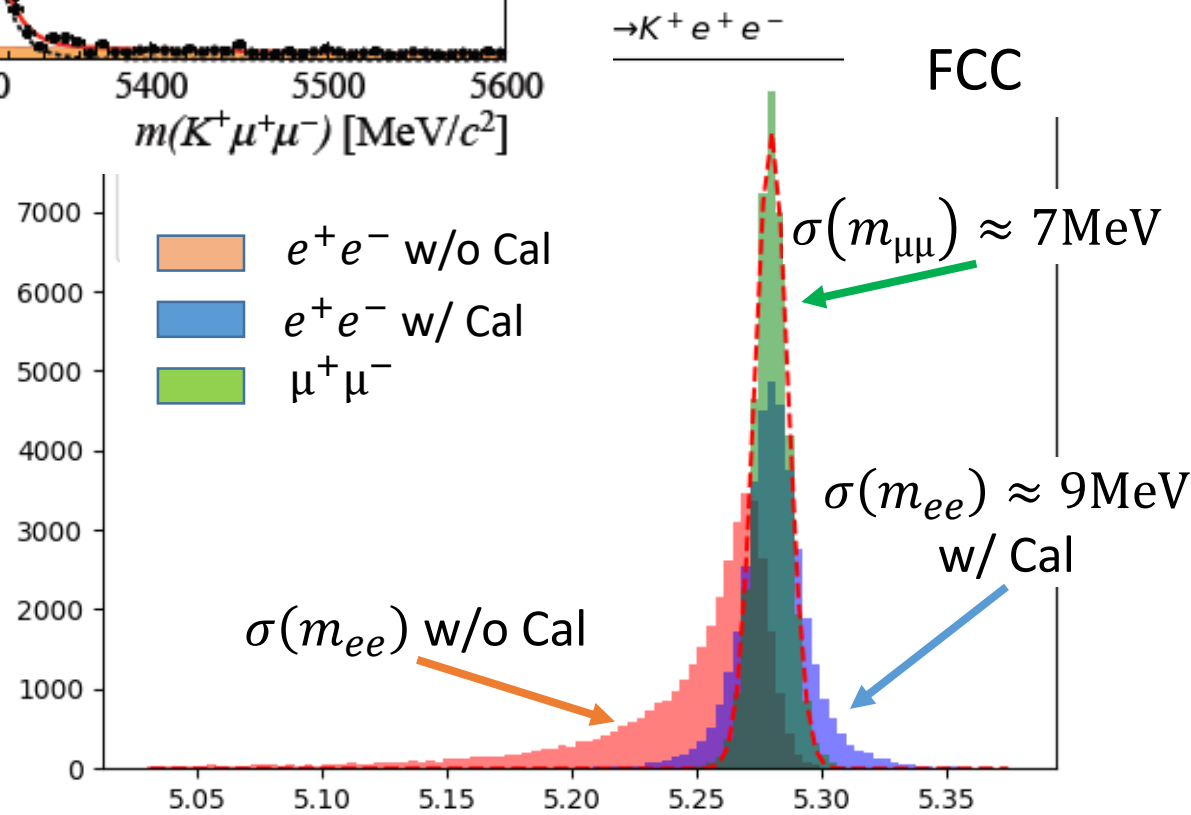 →K⁺e⁺e⁻
FCC
0 5400 5500 5600
m(K⁺μ⁺μ⁻) [MeV/c²]
7000
6000
5000
4000
3000
2000
1000
0
e⁺e⁻ w/o Cal
e⁺e⁻ w/ Cal
μ⁺μ⁻
σ(m_μμ) ≈ 7MeV
σ(m_ee) ≈ 9MeV
w/ Cal
σ(m_ee) w/o Cal
5.05 5.10 5.15 5.20 5.25 5.30 5.35